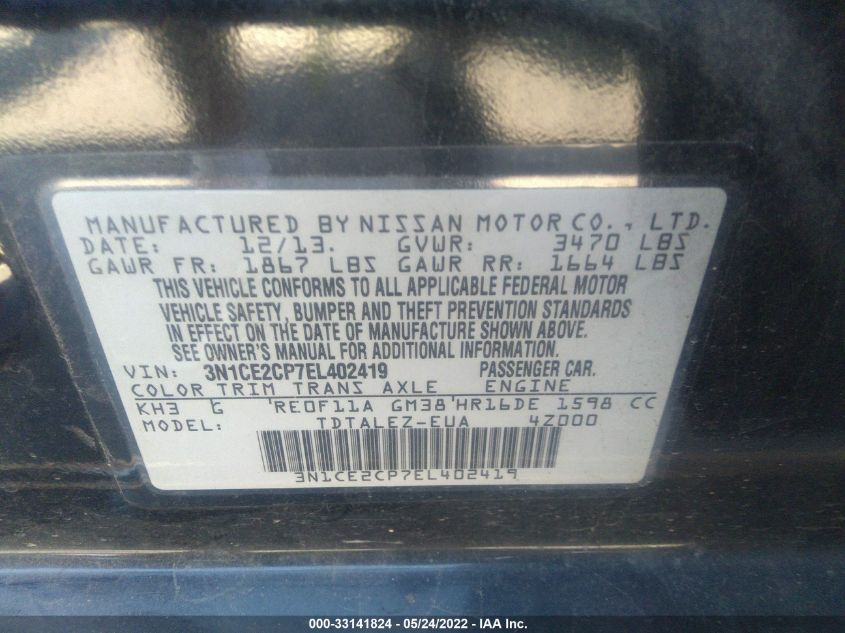 MANUFACTURED BY NISSAN MOTOR CO., LTD.
DATE: 12/13. GVWR: 3470 LBS
GAWR FR: 1867 LBS GAWR RR: 1664 LBS
THIS VEHICLE CONFORMS TO ALL APPLICABLE FEDERAL MOTOR
VEHICLE SAFETY, BUMPER AND THEFT PREVENTION STANDARDS
IN EFFECT ON THE DATE OF MANUFACTURE SHOWN ABOVE.
SEE OWNER'S MANUAL FOR ADDITIONAL INFORMATION.
VIN: 3N1CE2CP7EL402419 PASSENGER CAR.
COLOR TRIM TRANS AXLE ENGINE
KH3 G 'RE0F11A GM38'HR16DE 1598 CC
MODEL: TDTALEZ-EUA 4Z000
3N1CE2CP7EL402419
000-33141824 - 05/24/2022 - IAA Inc.